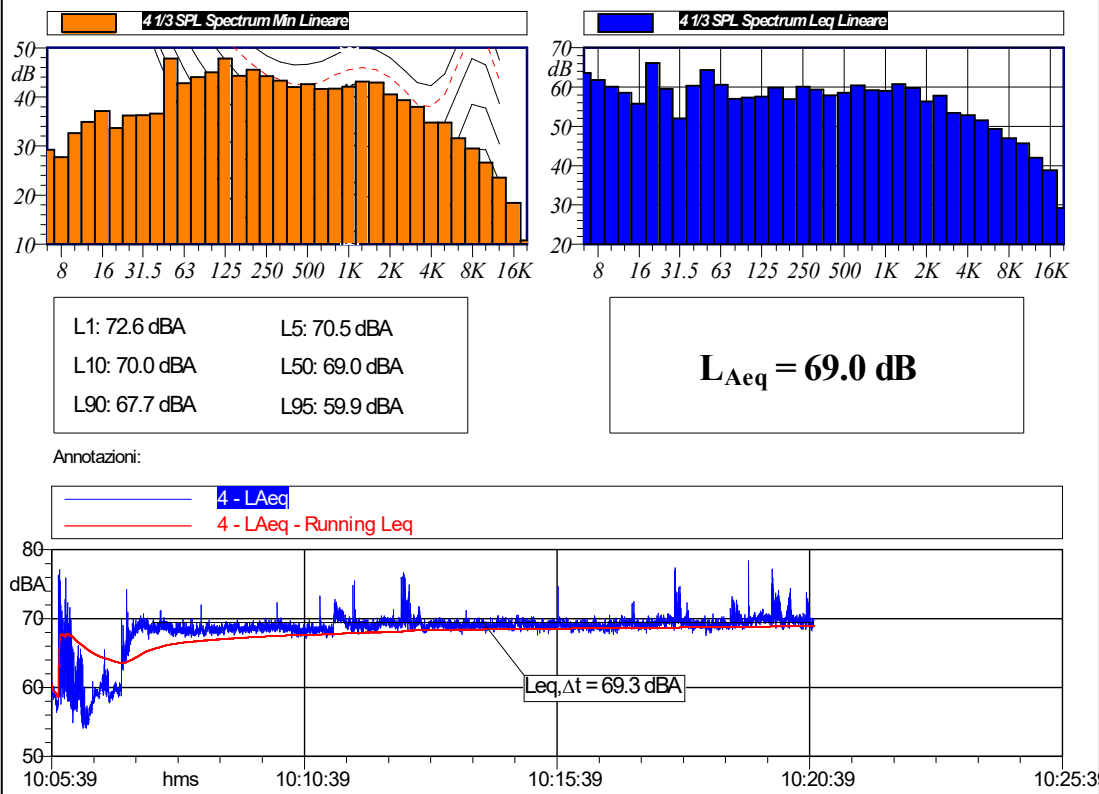 4 1/3 SPL Spectrum Min Lineare
4 1/3 SPL Spectrum Leq Lineare
50
dB
40
30
20
10
8 16 31.5 63 125 250 500 1K 2K 4K 8K 16K
70
dB
60
50
40
30
20
8 16 31.5 63 125 250 500 1K 2K 4K 8K 16K
L1: 72.6 dBA L5: 70.5 dBA
L10: 70.0 dBA L50: 69.0 dBA
L90: 67.7 dBA L95: 59.9 dBA
LAeq = 69.0 dB
Annotazioni:
4 - LAeq
4 - LAeq - Running Leq
80
dBA
70
60
50
Leq,Δt = 69.3 dBA
10:05:39 hms 10:10:39 10:15:39 10:20:39 10:25:39